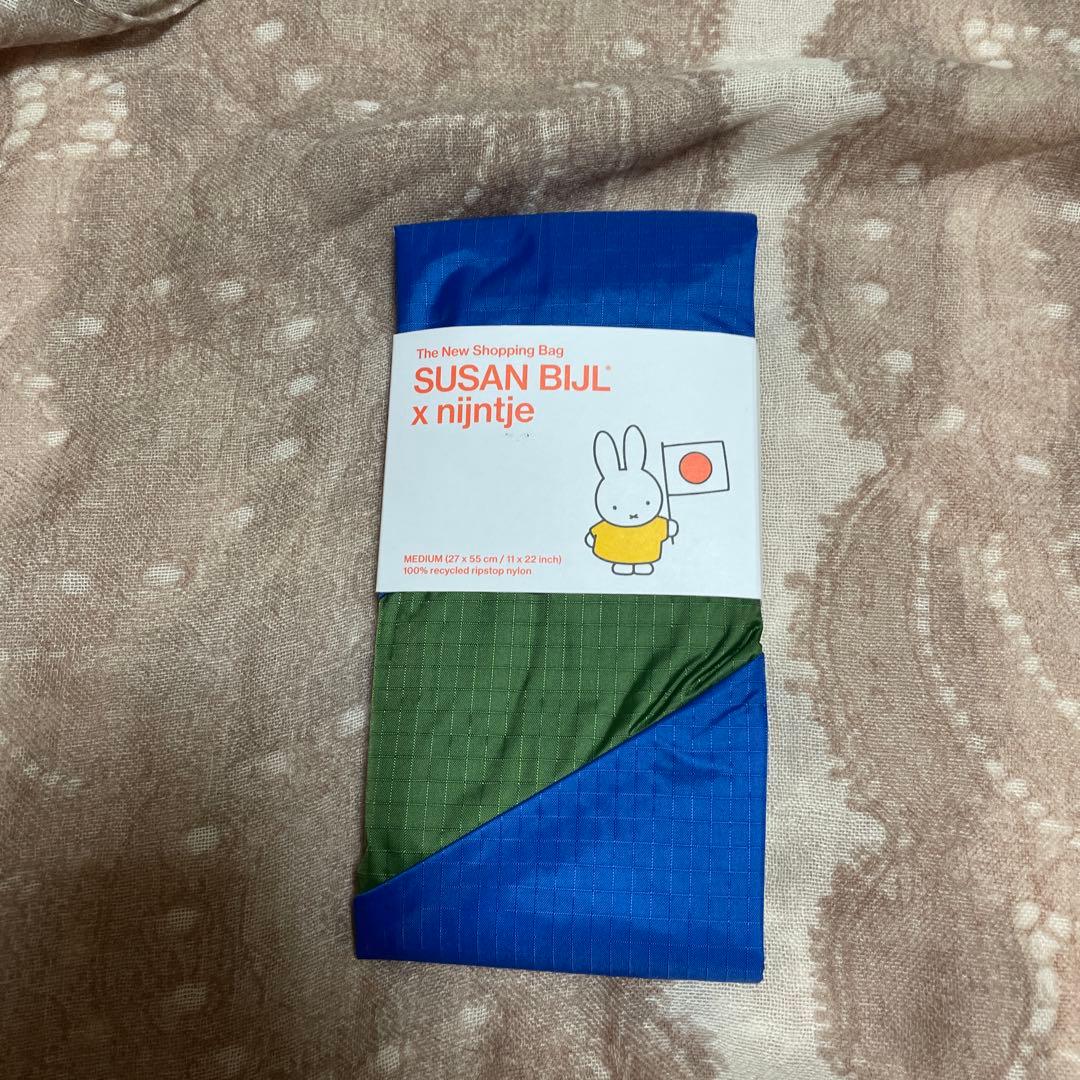 The New Shopping Bag
SUSAN BIJL®
x nijntje
MEDIUM (27 x 55 cm / 11 x 22 inch)
100% recycled ripstop nylon